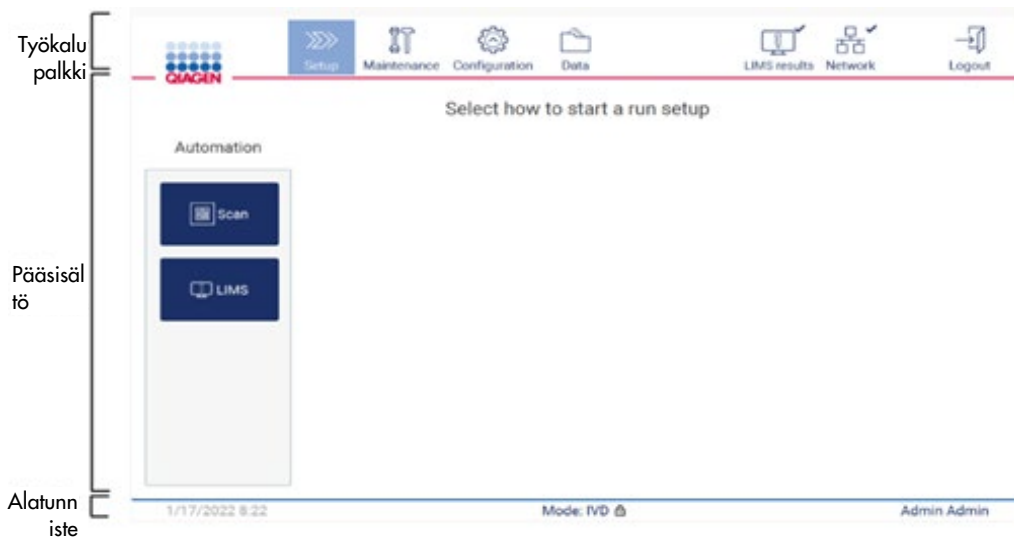 Työkalu
palkki
QIAGEN
Setup
Maintenance
Configuration
Data
LIMS results
Network
Logout
Select how to start a run setup
Automation
Scan
LIMS
Pääsisäl
tö
Alatunn
iste
1/17/2022 8:22
Mode: IVD
Admin Admin